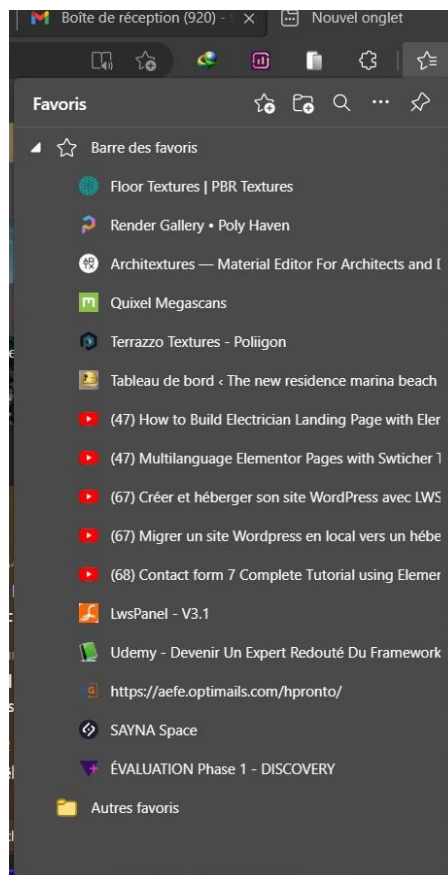 Boîte de réception (920) -
Nouvel onglet
Favoris
Barre des favoris
Floor Textures | PBR Textures
Render Gallery • Poly Haven
Architextures — Material Editor For Architects and
Quixel Megascans
Terrazzo Textures - Poliigon
Tableau de bord ‹ The new residence marina beach
(47) How to Build Electrician Landing Page with Eler
(47) Multilanguage Elementor Pages with Swticher T
(67) Créer et héberger son site WordPress avec LWS
(67) Migrer un site Wordpress en local vers un hébe
(68) Contact form 7 Complete Tutorial using Elemer
LwsPanel - V3.1
Udemy - Devenir Un Expert Redouté Du Framework
https://aefe.optimails.com/hpronto/
SAYNA Space
ÉVALUATION Phase 1 - DISCOVERY
Autres favoris